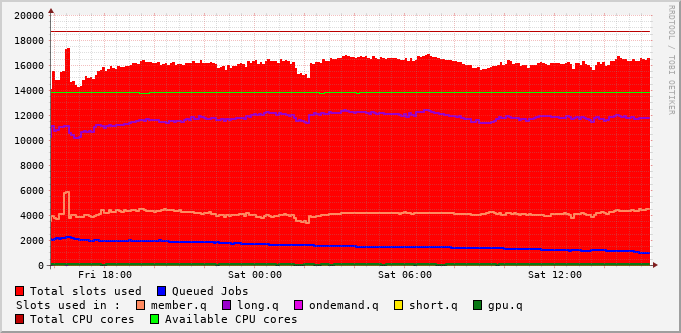 RRDTOOL / TOBI OETIKER
20000
18000
16000
14000
12000
10000
8000
6000
4000
2000
0
Fri 18:00 Sat 00:00 Sat 06:00 Sat 12:00
Total slots used Queued Jobs
Slots used in : member.q long.q ondemand.q short.q gpu.q
Total CPU cores Available CPU cores